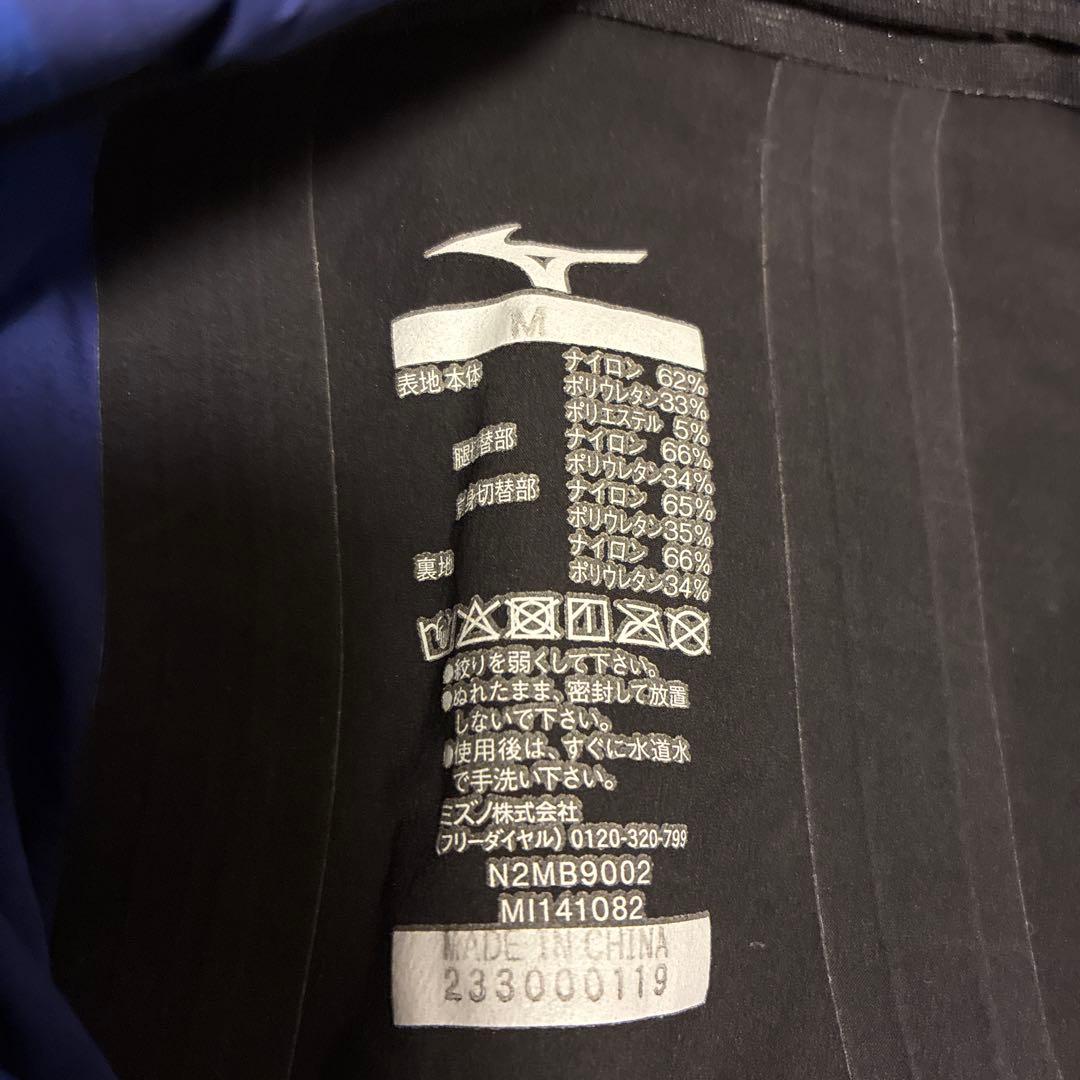 M
表地 本体 ナイロン 62%
ポリウレタン33%
ポリエステル 5%
替部 ナイロン 66%
ポリウレタン34%
身切替部 ナイロン 65%
ポリウレタン35%
裏地 ナイロン 66%
ポリウレタン34%
●絞りを弱くして下さい。
●ぬれたまま、密封して放置
しないで下さい。
●使用後は、すぐに水道水
で手洗い下さい。
ミズノ株式会社
(フリーダイヤル) 0120-320-799
N2MB9002
MI141082
MADE IN CHINA
233000119